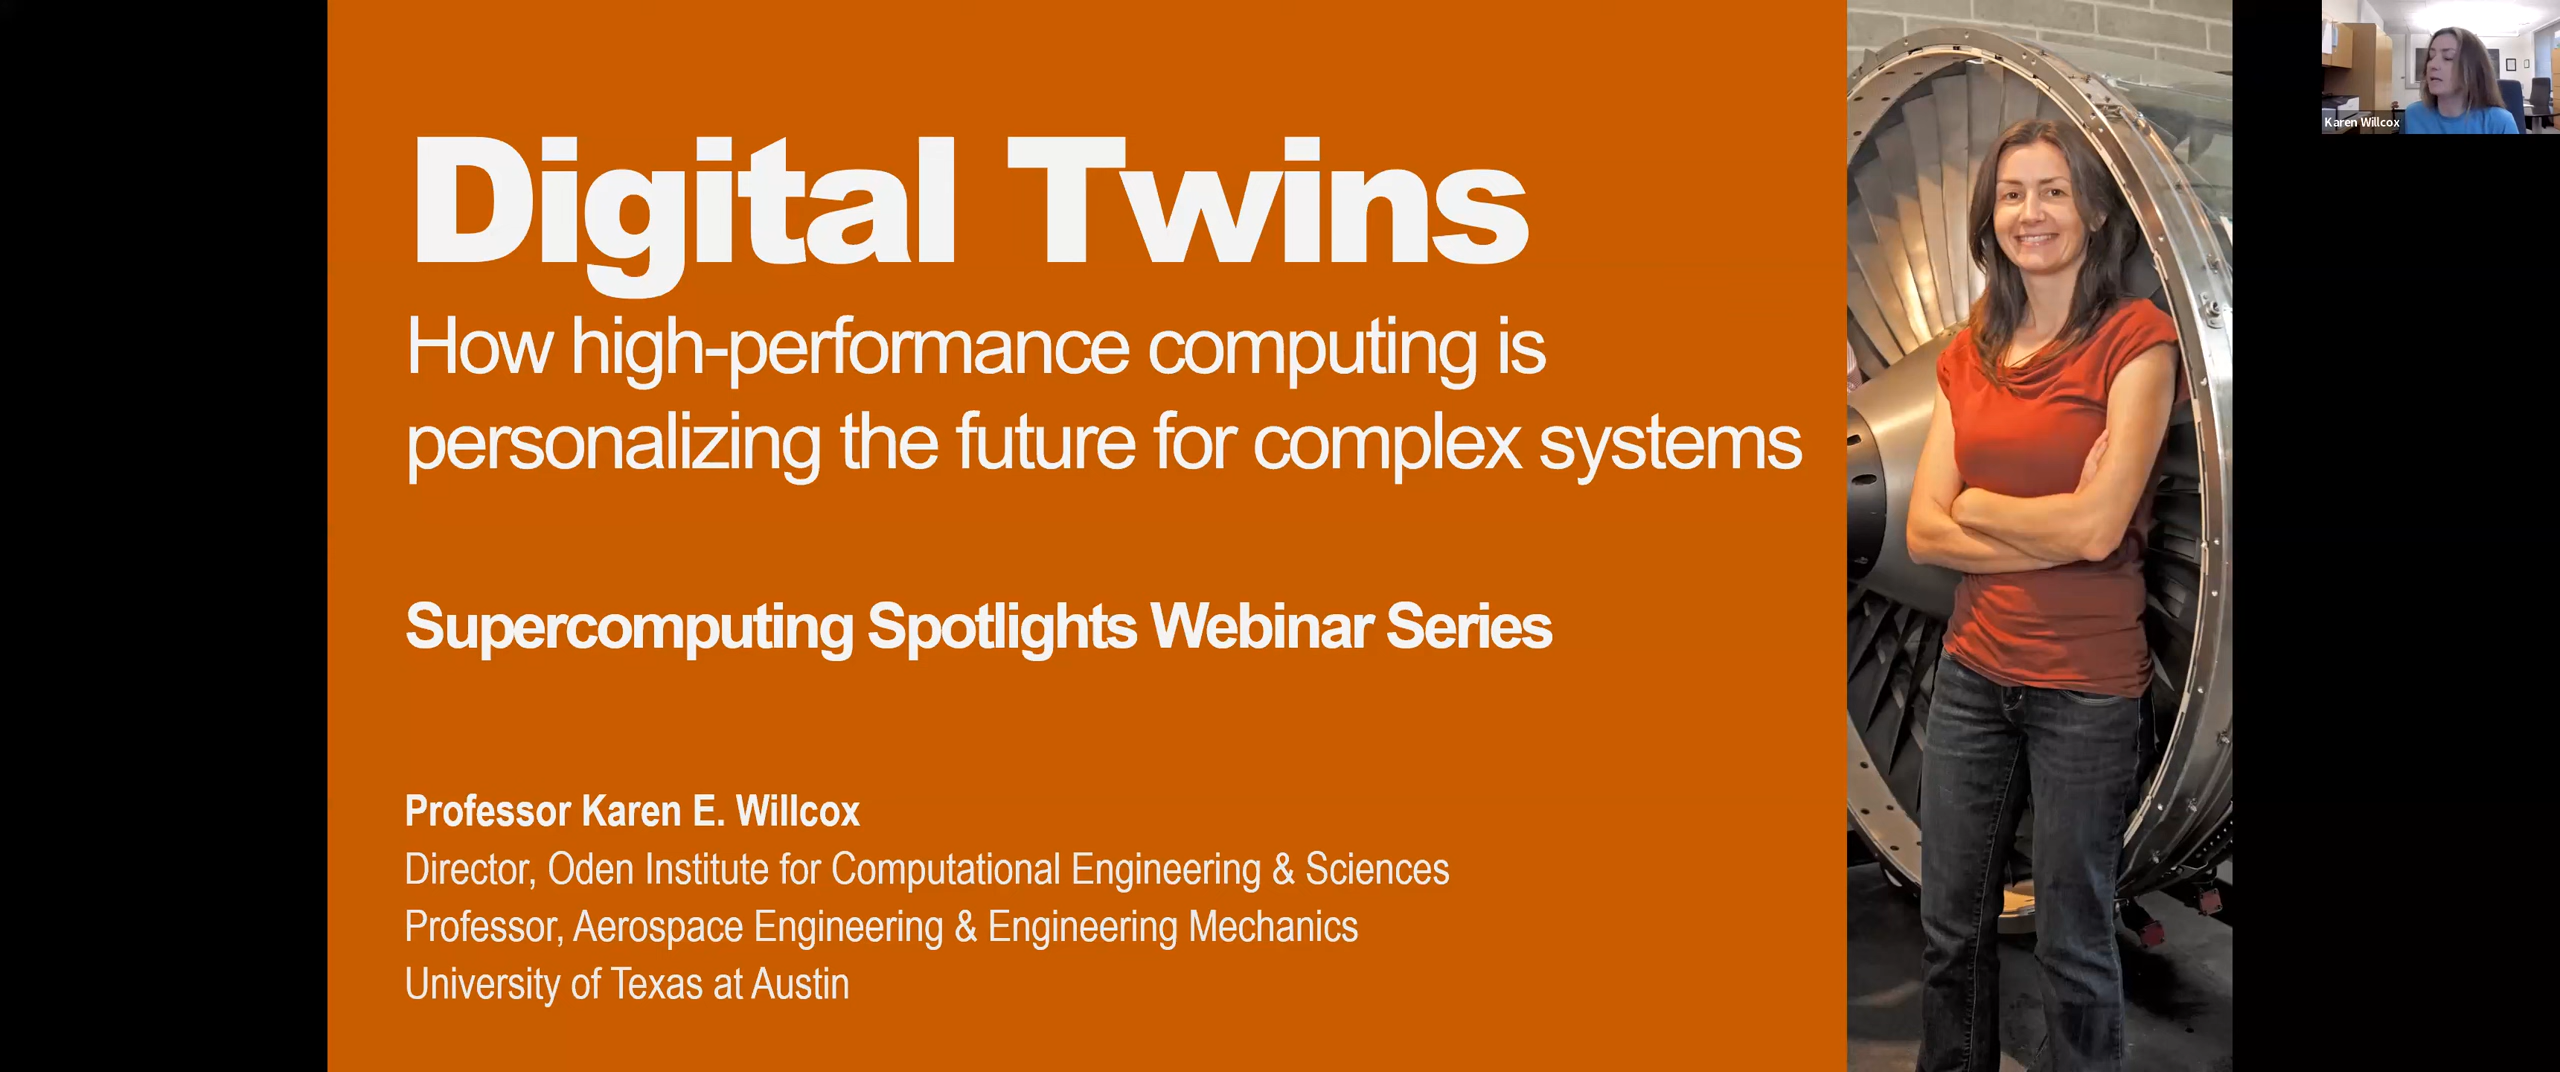 Digital Twins
How high-performance computing is
personalizing the future for complex systems
Supercomputing Spotlights Webinar Series
Professor Karen E. Willcox
Director, Oden Institute for Computational Engineering & Sciences
Professor, Aerospace Engineering & Engineering Mechanics
University of Texas at Austin
Karen Willcox